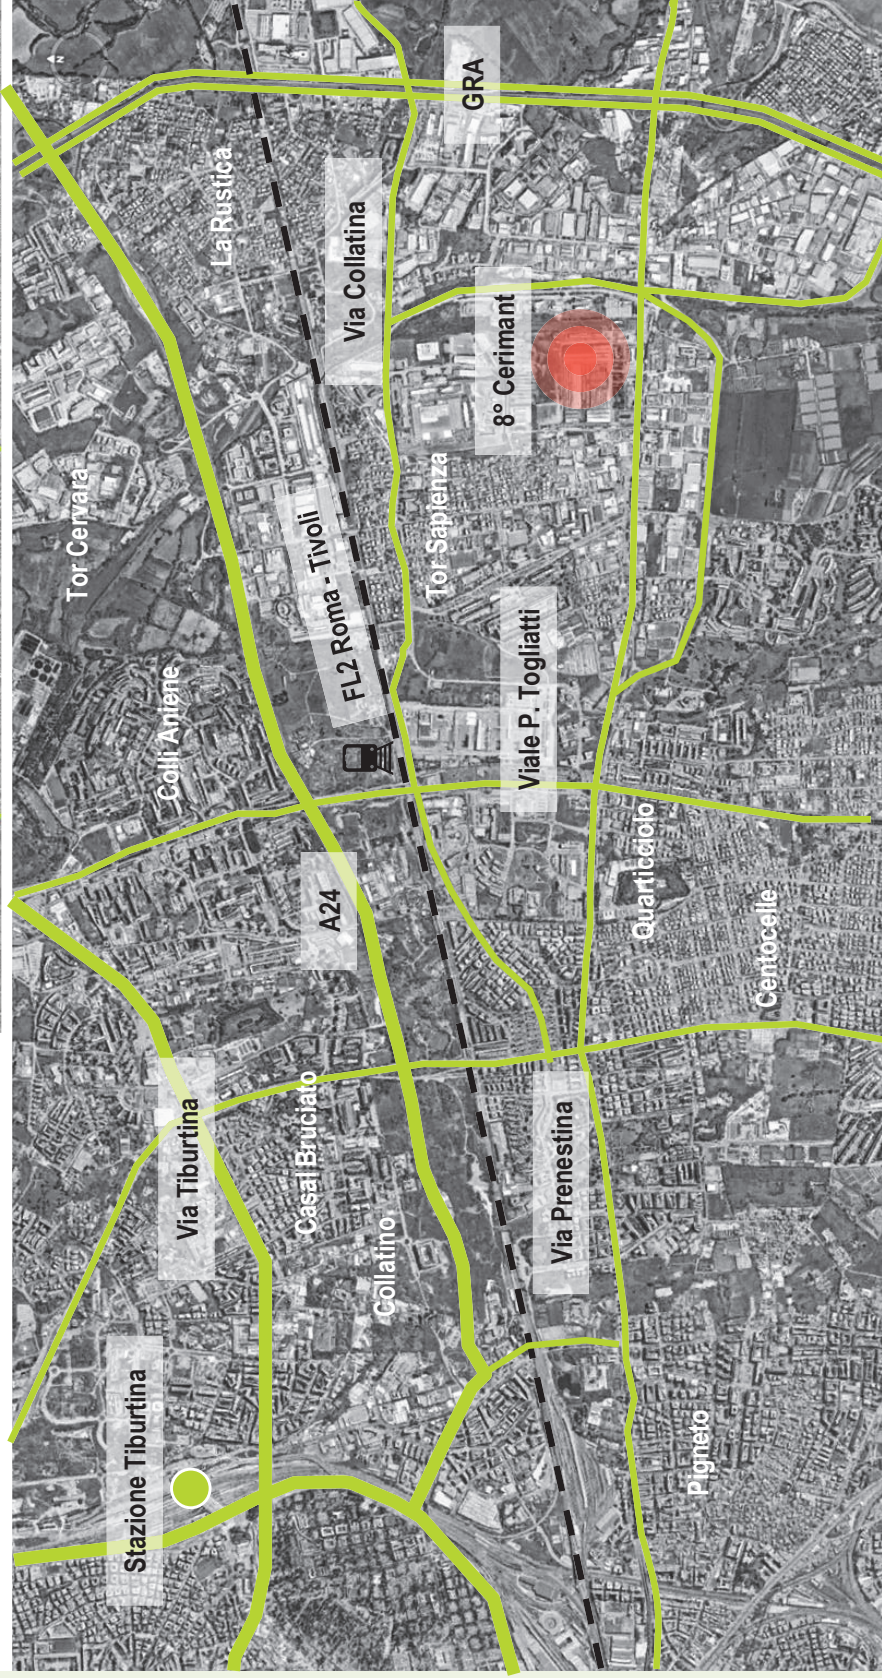 Stazione Tiburtina
Via Tiburtina
Casal Bruciato
Collatino
Via Prenestina
Pigneto
A24
Colli Aniene
Tor Cervara
FL2 Roma - Tivoli
Viale P. Togliatti
Quarticciolo
Centocelle
Tor Sapienza
La Rustica
Via Collatina
8° Cerimant
GRA
N